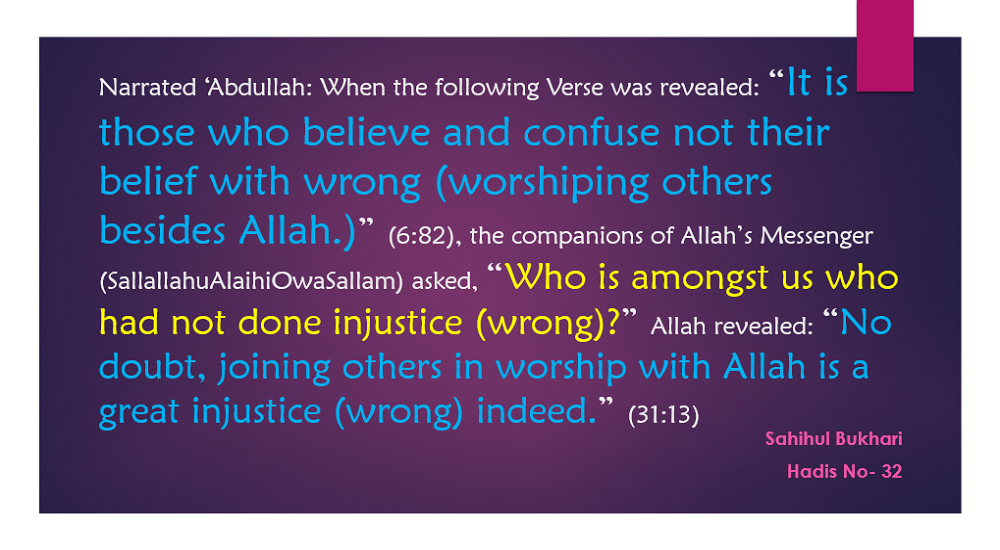 Narrated ‘Abdullah: When the following Verse was revealed: “It is
those who believe and confuse not their
belief with wrong (worshiping others
besides Allah.)” (6:82), the companions of Allah’s Messenger
(SallallahuAlaihiOwaSallam) asked, “Who is amongst us who
had not done injustice (wrong)?” Allah revealed: “No
doubt, joining others in worship with Allah is a
great injustice (wrong) indeed.” (31:13)
Sahihul Bukhari
Hadis No- 32